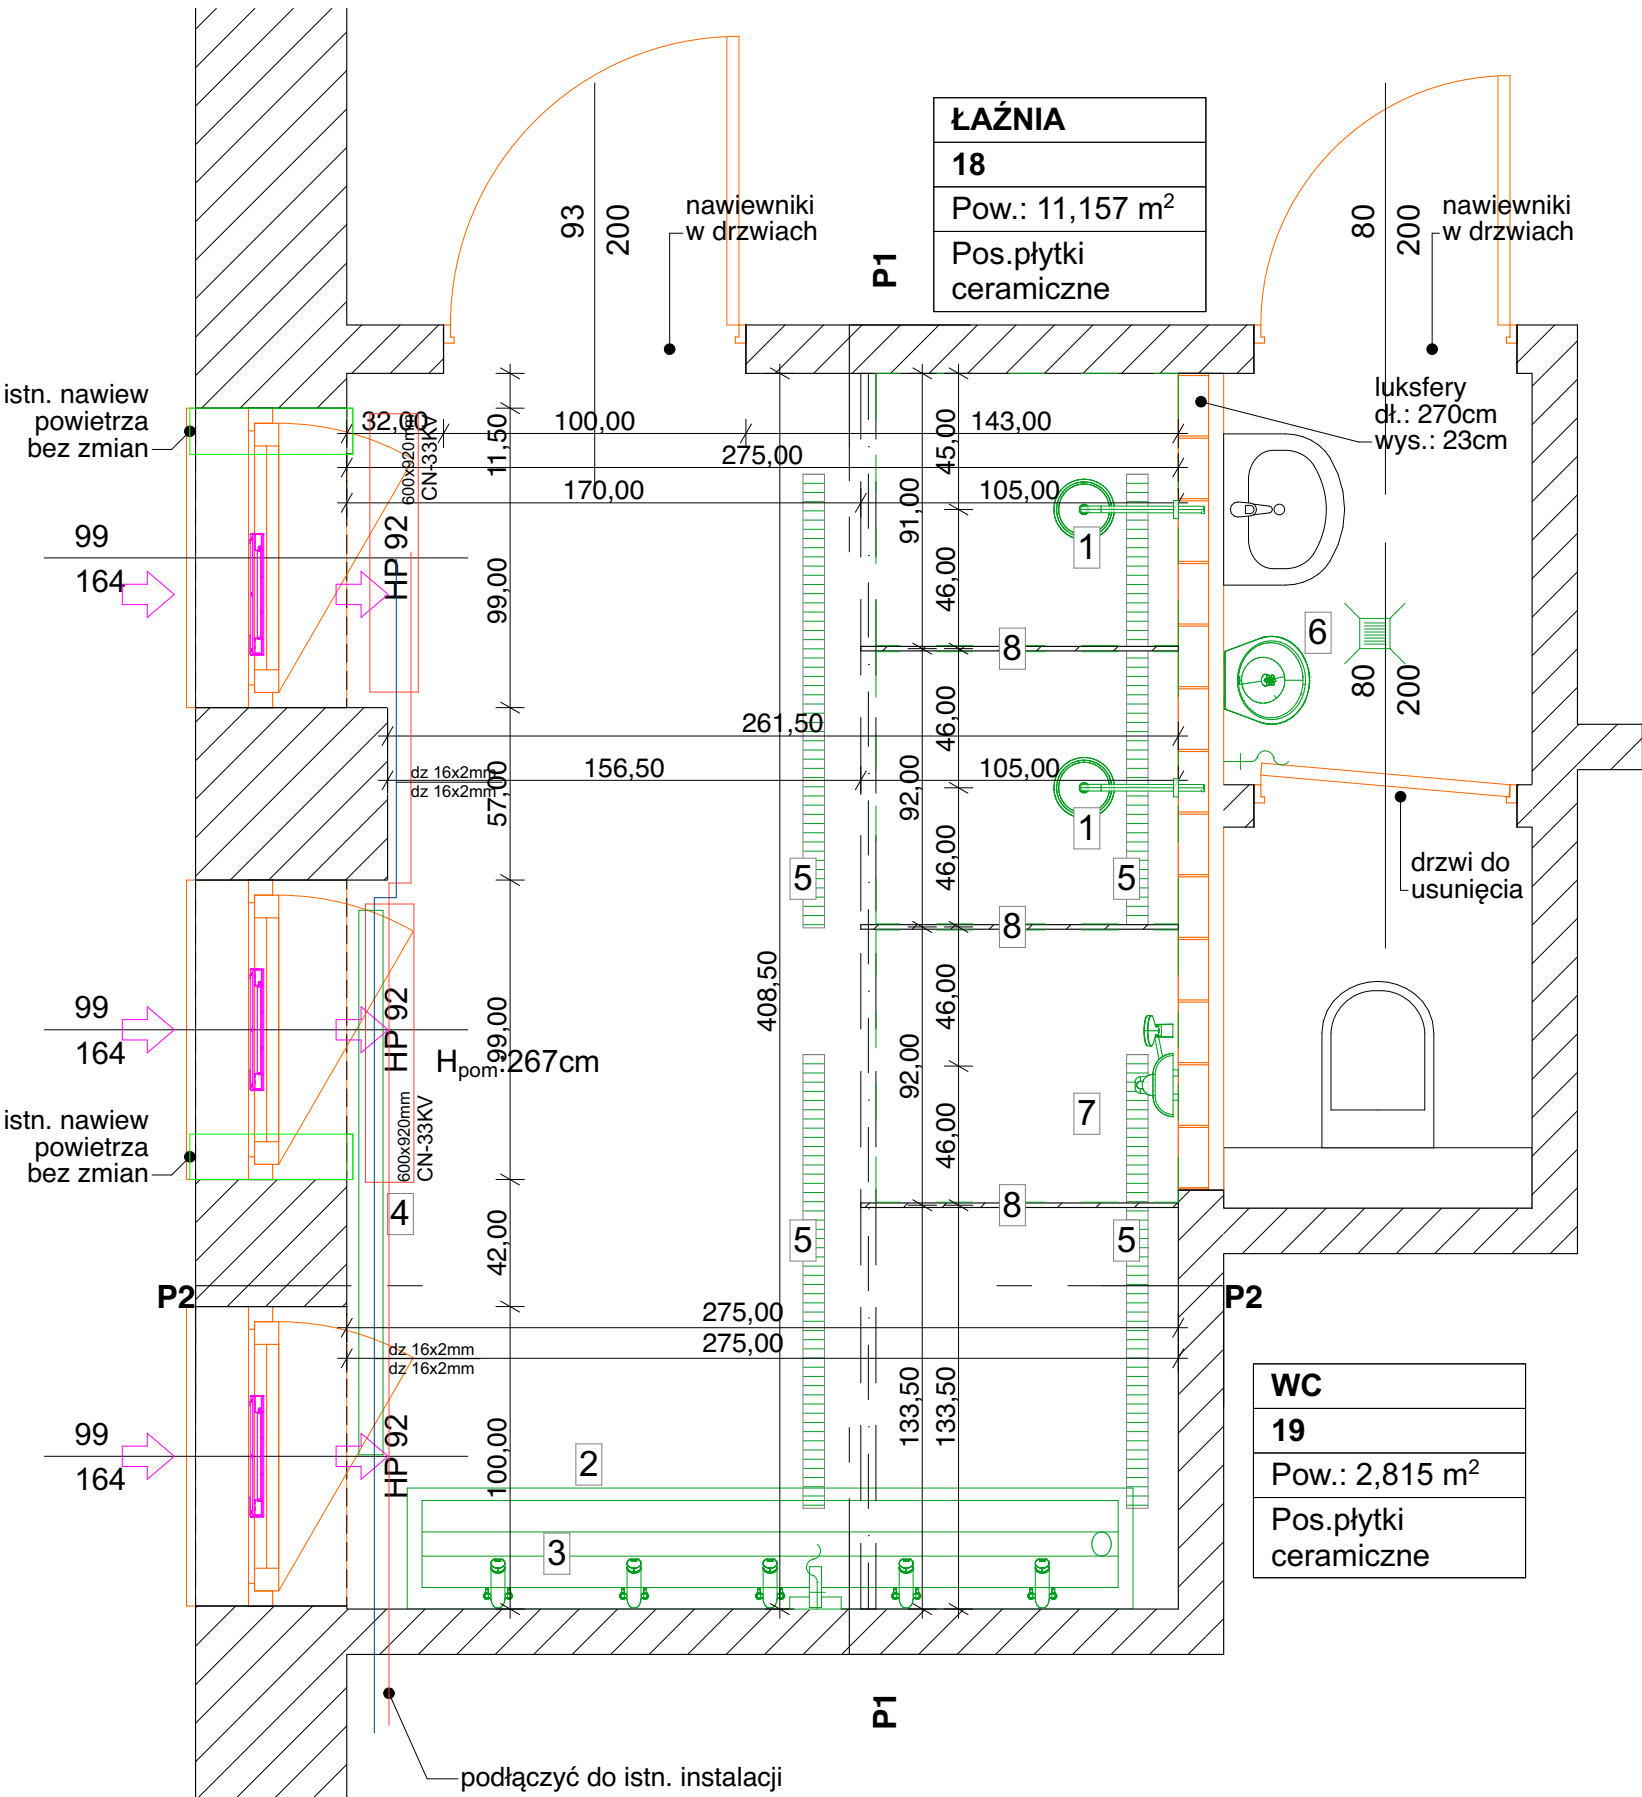 ŁAŹNIA
18
Pow.: 11,157 m²
Pos.płytki
ceramiczne
93
200
nawiewniki
w drzwiach
P1
80
200
nawiewniki
w drzwiach
luksfery
dł.: 270cm
wys.: 23cm
istn. nawiew
powietrza
bez zmian
32,00
100,00
143,00
275,00
170,00
105,00
600x920mm
CN-33KV
11,50
45,00
91,00
46,00
1
99
164
HP 92
99,00
8
6
80
200
261,50
46,00
156,50
105,00
dz 16x2mm
dz 16x2mm
57,00
92,00
1
46,00
5
5
drzwi do
usunięcia
8
408,50
46,00
99
164
HP 92
99,00
Hpom.:267cm
92,00
7
46,00
istn. nawiew
powietrza
bez zmian
600x920mm
CN-33KV
4
42,00
8
5
5
P2
P2
275,00
275,00
dz 16x2mm
dz 16x2mm
133,50
133,50
99
164
HP 92
100,00
2
3
WC
19
Pow.: 2,815 m²
Pos.płytki
ceramiczne
P1
podłączyć do istn. instalacji